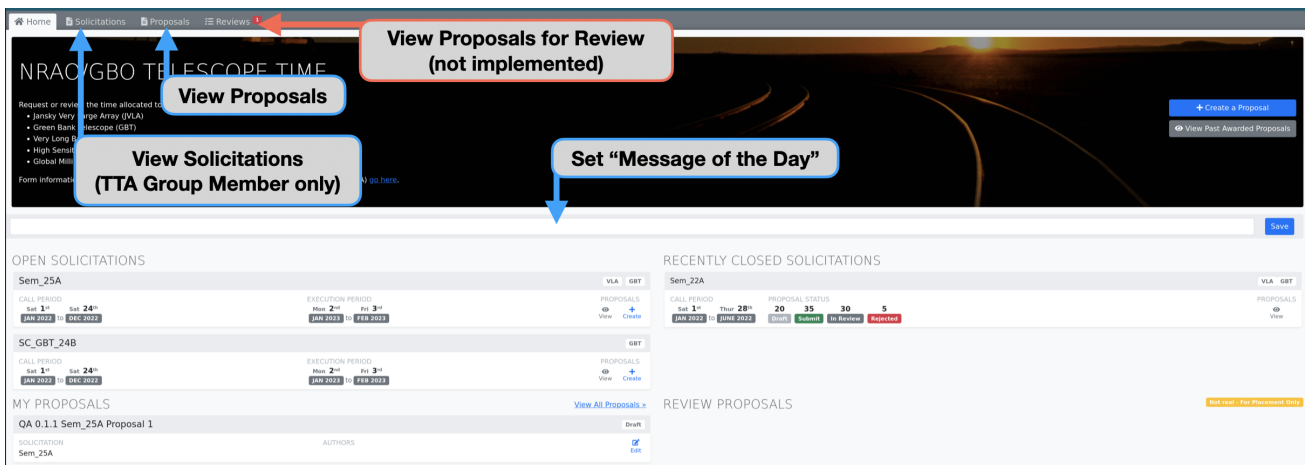 Home Solicitations Proposals Reviews 1
View Proposals for Review
(not implemented)
NRAO/GBO TELESCOPE TIME
View Proposals
Request or review the time allocated to
• Jansky Very Large Array (JVLA)
• Green Bank Telescope (GBT)
• Very Long B
• High Sensit
• Global Milli
Form informati
A) go here.
+ Create a Proposal
View Past Awarded Proposals
View Solicitations
(TTA Group Member only)
Set “Message of the Day”
Save
OPEN SOLICITATIONS
Sem_25A VLA GBT
CALL PERIOD EXECUTION PERIOD PROPOSALS
Sat 1st Sat 24th Mon 2nd Fri 3rd
JAN 2022 to DEC 2022 JAN 2023 to FEB 2023 View Create
SC_GBT_24B GBT
CALL PERIOD EXECUTION PERIOD PROPOSALS
Sat 1st Sat 24th Mon 2nd Fri 3rd
JAN 2022 to DEC 2022 JAN 2023 to FEB 2023 View Create
RECENTLY CLOSED SOLICITATIONS
Sem_22A VLA GBT
CALL PERIOD PROPOSAL STATUS PROPOSALS
Sat 1st Thur 28th 20 35 30 5
JAN 2022 to JUNE 2022 Draft Submit In Review Rejected View
MY PROPOSALS View All Proposals »
QA 0.1.1 Sem_25A Proposal 1 Draft
SOLICITATION AUTHORS
Sem_25A Edit
REVIEW PROPOSALS Not real - For Placement Only